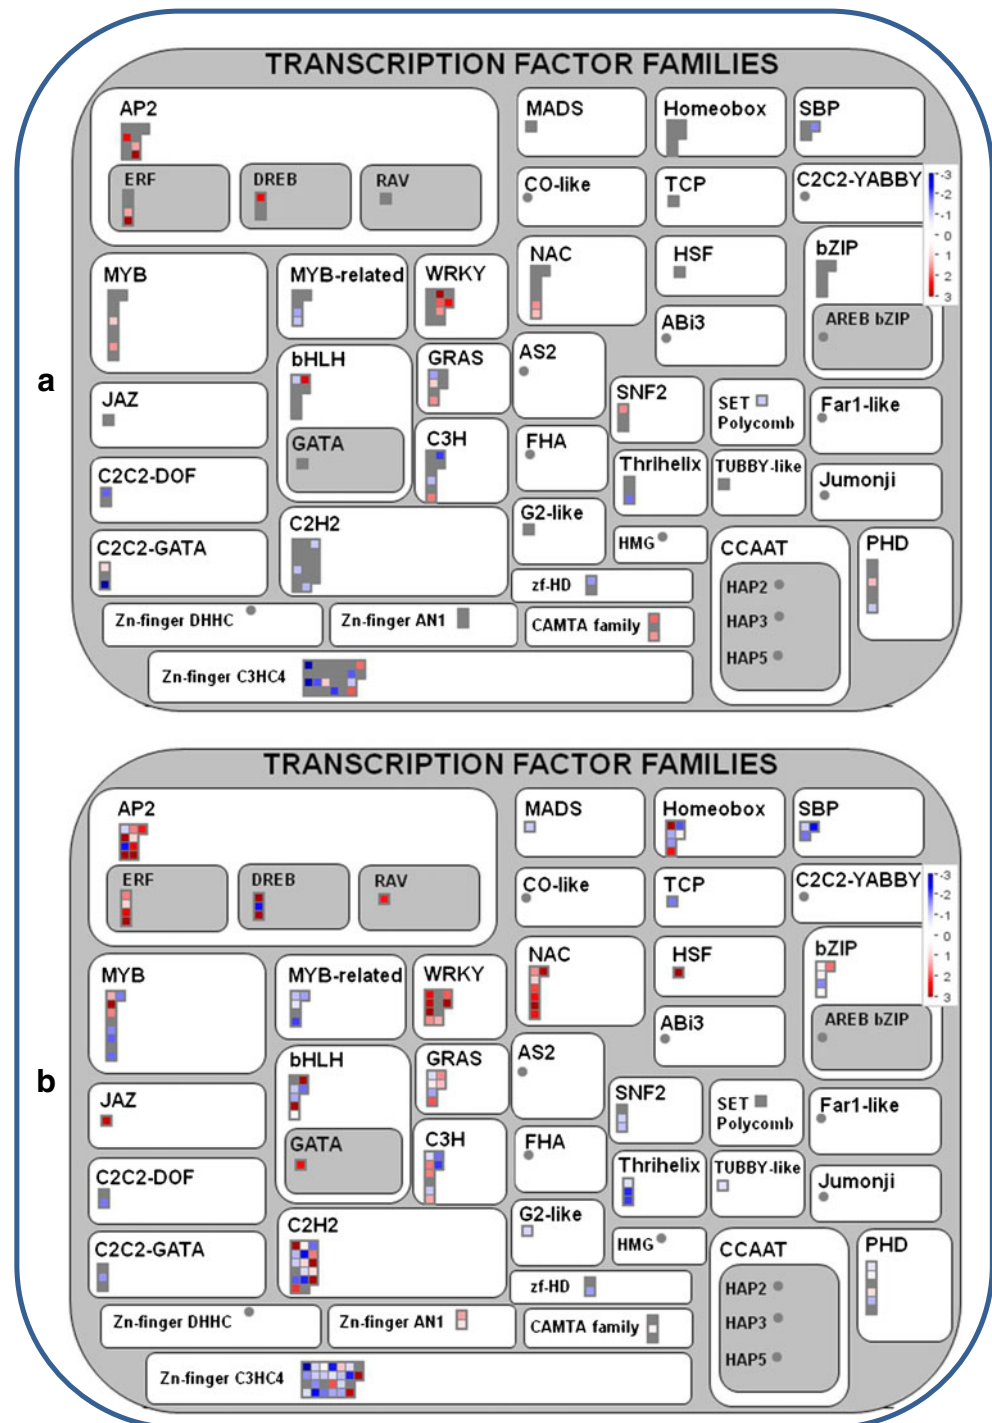 TRANSCRIPTION FACTOR FAMILIES
AP2
MADS
Homeobox
SBP
ERF
DREB
RAV
CO-like
TCP
C2C2-YABBY
-3
-2
-1
0
1
2
3
MYB
MYB-related
WRKY
NAC
HSF
bZIP
ABi3
AREB bZIP
a
bHLH
GRAS
AS2
JAZ
SNF2
SET
Polycomb
Far1-like
GATA
C3H
FHA
C2C2-DOF
Thrihelix
TUBBY-like
Jumonji
C2H2
G2-like
C2C2-GATA
HMG
CCAAT
PHD
zf-HD
HAP2
Zn-finger DHHC
Zn-finger AN1
CAMTA family
HAP3
HAP5
Zn-finger C3HC4
TRANSCRIPTION FACTOR FAMILIES
AP2
MADS
Homeobox
SBP
ERF
DREB
RAV
CO-like
TCP
C2C2-YABBY
-3
-2
-1
0
1
2
3
MYB
MYB-related
WRKY
NAC
HSF
bZIP
ABi3
AREB bZIP
b
bHLH
GRAS
AS2
JAZ
SNF2
SET
Polycomb
Far1-like
GATA
C3H
FHA
C2C2-DOF
Thrihelix
TUBBY-like
Jumonji
C2H2
G2-like
C2C2-GATA
HMG
CCAAT
PHD
zf-HD
HAP2
Zn-finger DHHC
Zn-finger AN1
CAMTA family
HAP3
HAP5
Zn-finger C3HC4